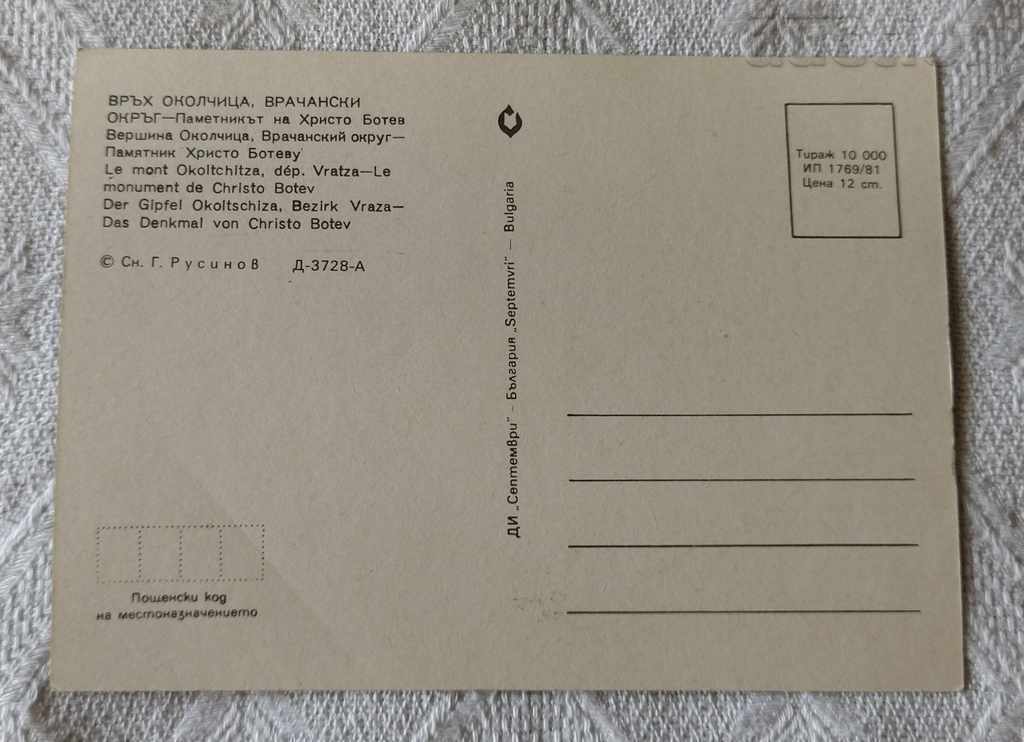 ВРЪХ ОКОЛЧИЦА, ВРАЧАНСКИ
ОКРЪГ—Паметникът на Христо Ботев
Вершина Околчица, Врачанский округ—
Памятник Христо Ботеву
Le mont Okoltchitza, dép. Vratza—Le
monument de Christo Botev
Der Gipfel Okoltschiza, Bezirk Vraza—
Das Denkmal von Christo Botev
© Сн. Г. Русинов Д-3728-А
Пощенски код
на местоназначението
ДИ „Септември" – България „Septemvri" — Bulgaria
Тираж 10 000
ИП 1769/81
Цена 12 ст.